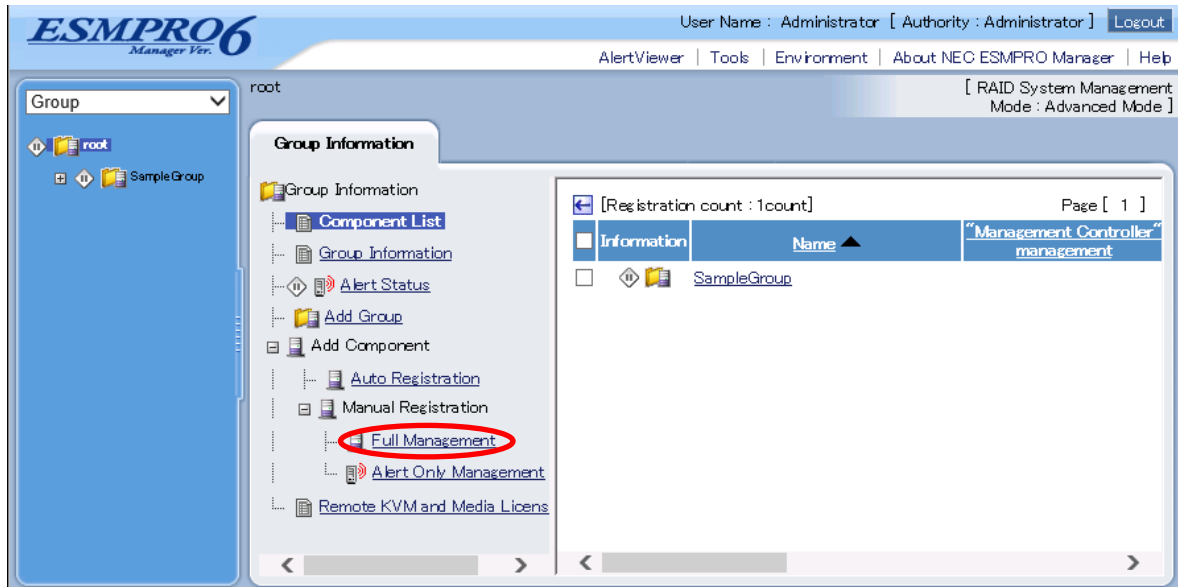 ESMPRO6
Manager Ver.
User Name : Administrator [ Authority : Administrator ] Logout
AlertViewer | Tools | Environment | About NEC ESMPRO Manager | Help
Group
root
[ RAID System Management
Mode : Advanced Mode ]
root
SampleGroup
Group Information
Group Information
Component List
Group Information
Alert Status
Add Group
Add Component
Auto Registration
Manual Registration
Full Management
Alert Only Management
Remote KVM and Media Licens
[Registration count : 1count] Page [ 1 ]
Information Name ▲ "Management Controller"
management
SampleGroup